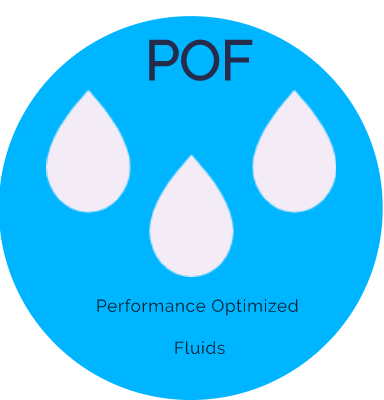 POF
Performance Optimized
Fluids